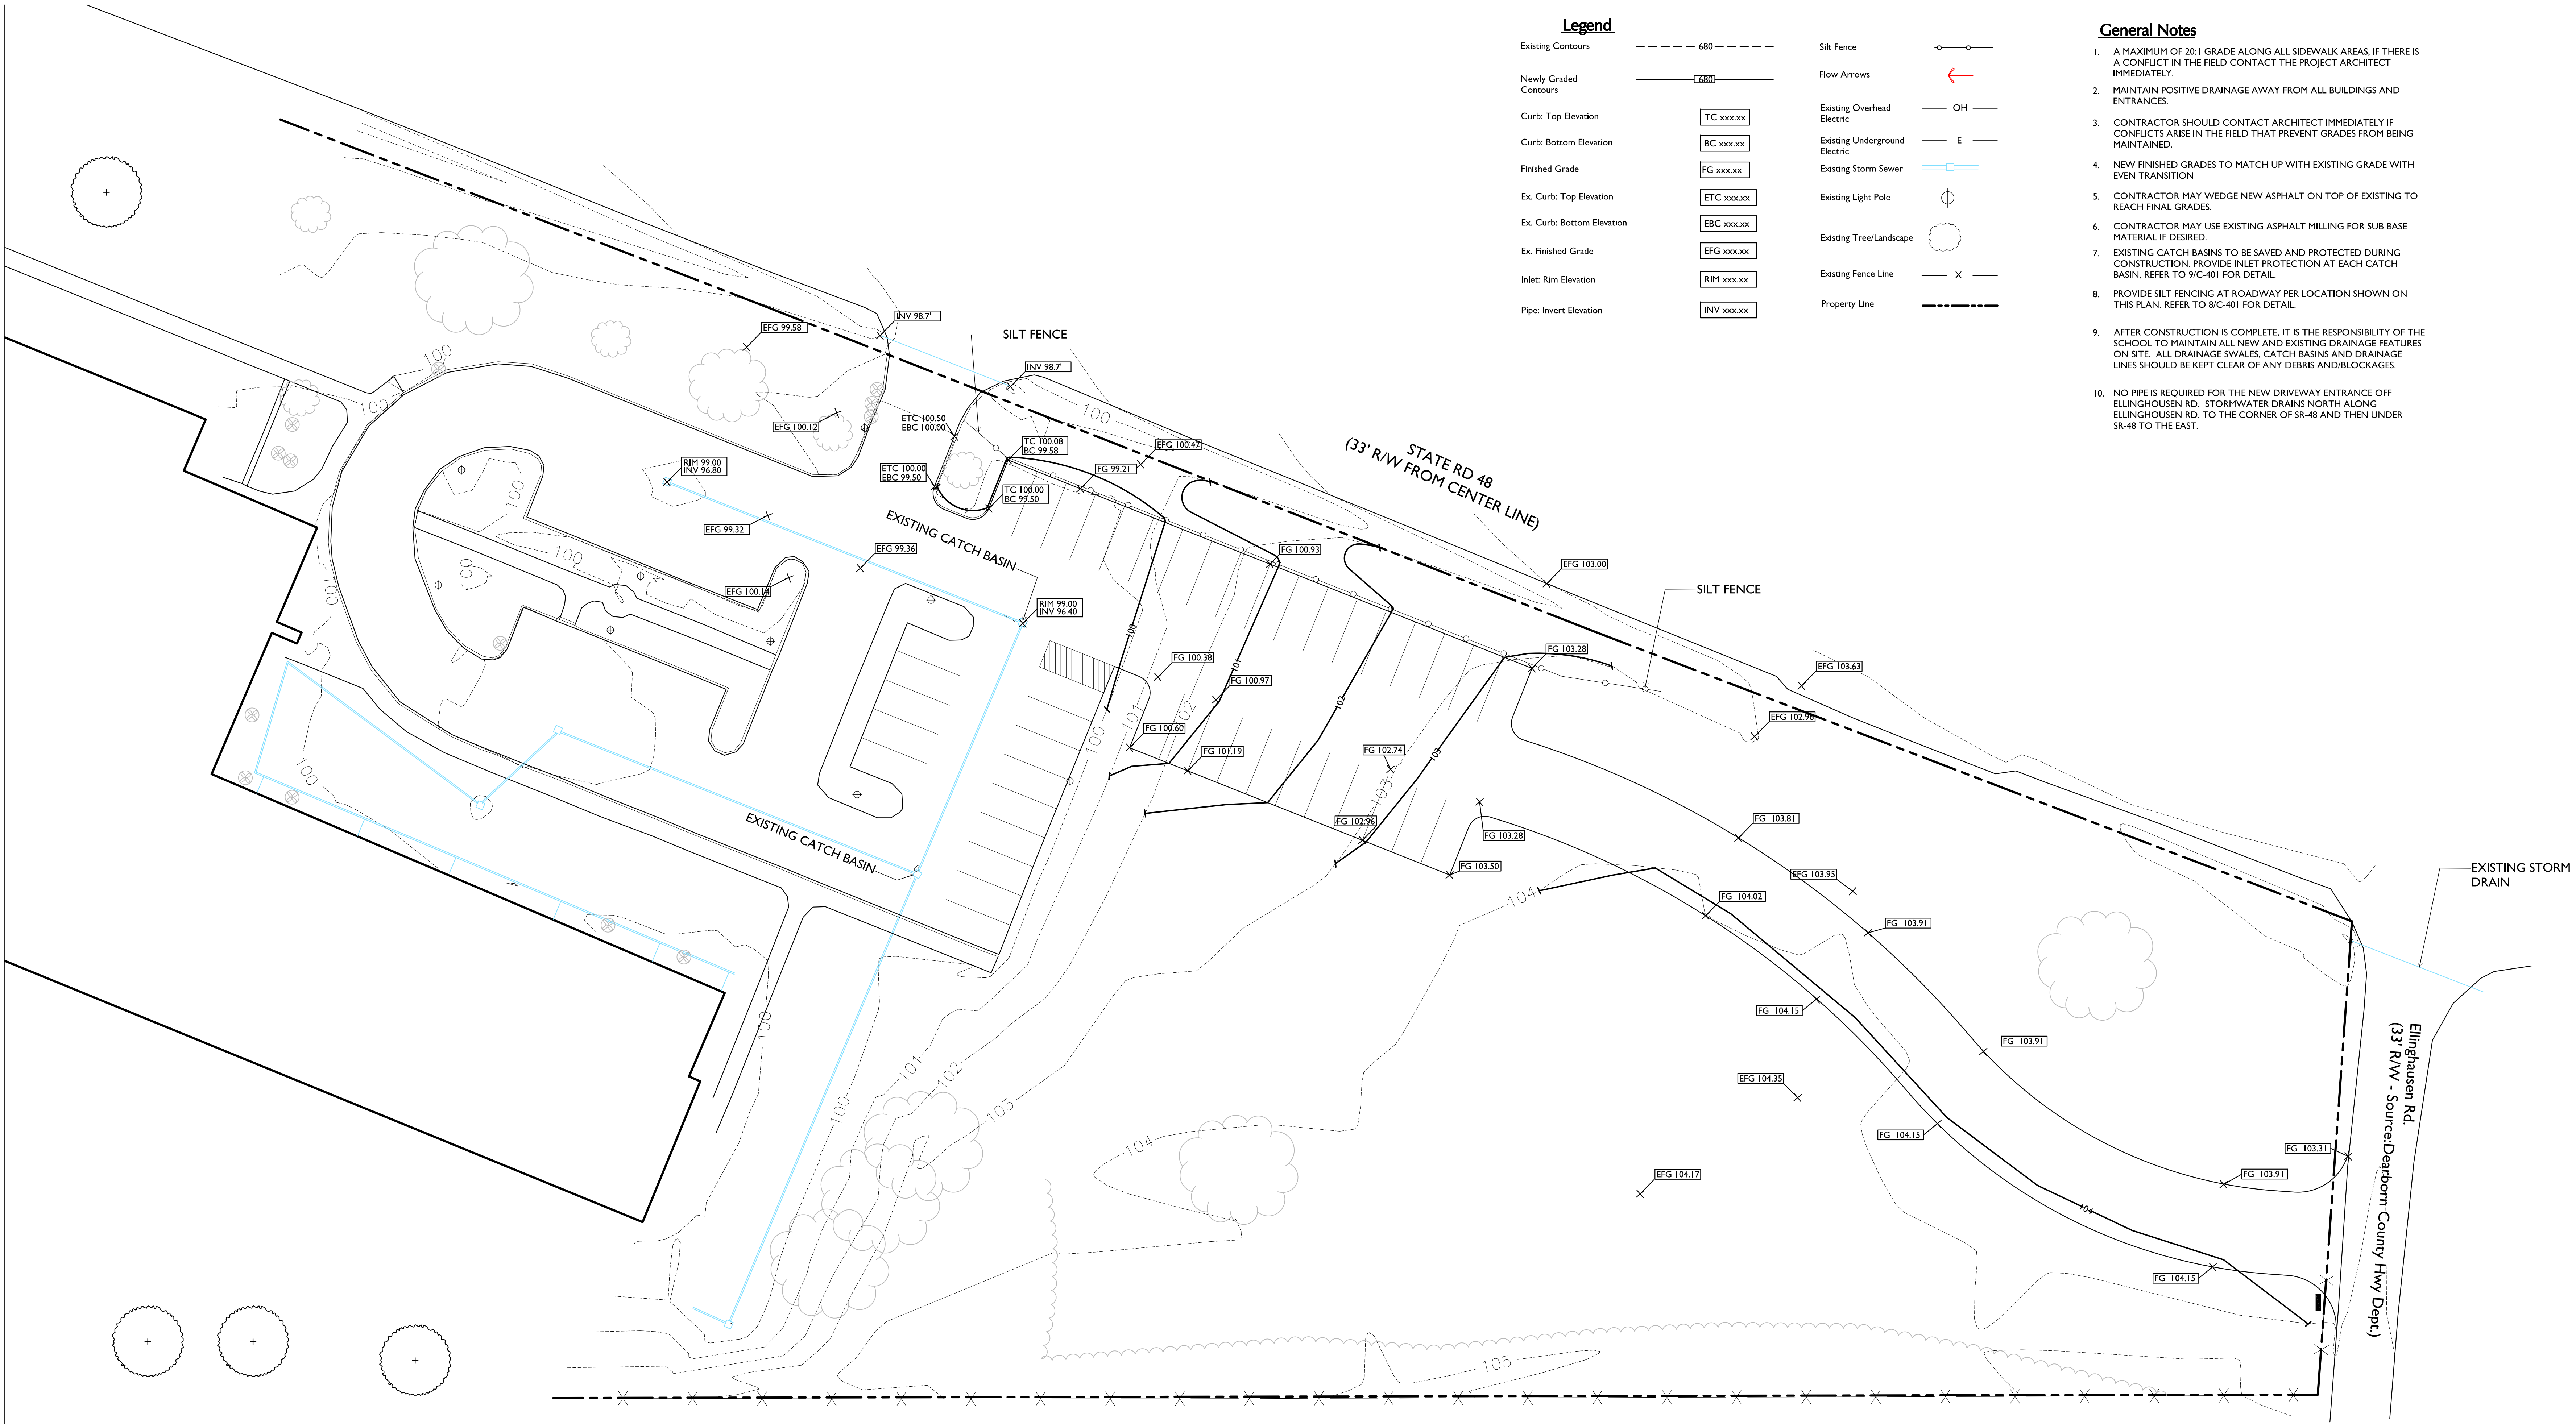 Legend
Existing Contours
680
Newly Graded
Contours
680
Curb: Top Elevation
TC xxx.xx
Curb: Bottom Elevation
BC xxx.xx
Finished Grade
FG xxx.xx
Ex. Curb: Top Elevation
ETC xxx.xx
Ex. Curb: Bottom Elevation
EBC xxx.xx
Ex. Finished Grade
EFG xxx.xx
Inlet: Rim Elevation
RIM xxx.xx
Pipe: Invert Elevation
INV xxx.xx
Silt Fence
Flow Arrows
Existing Overhead
Electric
OH
Existing Underground
Electric
E
Existing Storm Sewer
Existing Light Pole
Existing Tree/Landscape
Existing Fence Line
X
Property Line
General Notes
1. A MAXIMUM OF 20:1 GRADE ALONG ALL SIDEWALK AREAS, IF THERE IS
A CONFLICT IN THE FIELD CONTACT THE PROJECT ARCHITECT
IMMEDIATELY.
2. MAINTAIN POSITIVE DRAINAGE AWAY FROM ALL BUILDINGS AND
ENTRANCES.
3. CONTRACTOR SHOULD CONTACT ARCHITECT IMMEDIATELY IF
CONFLICTS ARISE IN THE FIELD THAT PREVENT GRADES FROM BEING
MAINTAINED.
4. NEW FINISHED GRADES TO MATCH UP WITH EXISTING GRADE WITH
EVEN TRANSITION
5. CONTRACTOR MAY WEDGE NEW ASPHALT ON TOP OF EXISTING TO
REACH FINAL GRADES.
6. CONTRACTOR MAY USE EXISTING ASPHALT MILLING FOR SUB BASE
MATERIAL IF DESIRED.
7. EXISTING CATCH BASINS TO BE SAVED AND PROTECTED DURING
CONSTRUCTION. PROVIDE INLET PROTECTION AT EACH CATCH
BASIN, REFER TO 9/C-401 FOR DETAIL.
8. PROVIDE SILT FENCING AT ROADWAY PER LOCATION SHOWN ON
THIS PLAN. REFER TO 8/C-401 FOR DETAIL.
9. AFTER CONSTRUCTION IS COMPLETE, IT IS THE RESPONSIBILITY OF THE
SCHOOL TO MAINTAIN ALL NEW AND EXISTING DRAINAGE FEATURES
ON SITE. ALL DRAINAGE SWALES, CATCH BASINS AND DRAINAGE
LINES SHOULD BE KEPT CLEAR OF ANY DEBRIS AND/BLOCKAGES.
10. NO PIPE IS REQUIRED FOR THE NEW DRIVEWAY ENTRANCE OFF
ELLINGHOUSEN RD. STORMWATER DRAINS NORTH ALONG
ELLINGHOUSEN RD. TO THE CORNER OF SR-48 AND THEN UNDER
SR-48 TO THE EAST.
INV 98.7'
EFG 99.58
SILT FENCE
100
INV 98.7'
100
100
EFG 100.12
ETC 100.50
EBC 100.00
TC 100.08
BC 99.58
EFG 100.47
STATE RD 48
(33' R/W FROM CENTER LINE)
RIM 99.00
INV 96.80
ETC 100.00
EBC 99.50
FG 99.21
TC 100.00
BC 99.50
100
EFG 99.32
EXISTING CATCH BASIN
EFG 99.36
FG 100.93
EFG 103.00
100
100
100
EFG 100.14
SILT FENCE
RIM 99.00
INV 96.40
100
FG 100.38
101
FG 103.28
EFG 103.63
FG 100.97
102
100
101
102
EFG 102.98
FG 100.60
FG 101.19
FG 102.74
103
103
100
EXISTING CATCH BASIN
FG 102.96
FG 103.28
FG 103.81
FG 103.50
EFG 103.95
104
FG 104.02
FG 103.91
EXISTING STORM
DRAIN
100
FG 104.15
FG 103.91
101
102
103
100
EFG 104.35
Ellinghausen Rd.
(33' R/W - Source:Dearborn County Hwy Dept.)
104
FG 104.15
FG 103.31
EFG 104.17
FG 103.91
104
FG 104.15
105